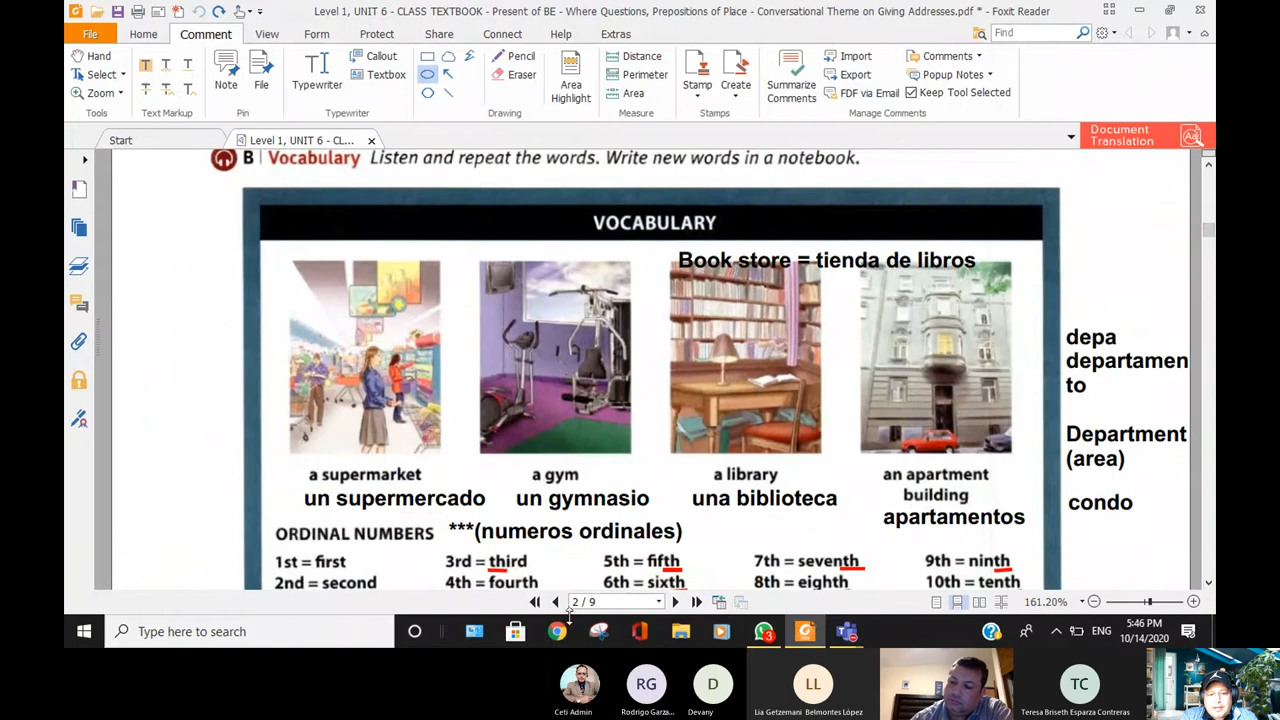 Level 1, UNIT 6 - CLASS TEXTBOOK - Present of BE - Where Questions, Prepositions of Place - Conversational Theme on Giving Addresses.pdf * - Foxit Reader
File Home Comment View Form Protect Share Connect Help Extras Find
Hand Callout Pencil Distance Import Comments
Select Textbox Eraser Perimeter Export Popup Notes
Zoom Note File Typewriter Area Highlight Area Stamp Create Summarize Comments FDF via Email Keep Tool Selected
Tools Text Markup Pin Typewriter Drawing Measure Stamps Manage Comments
Start Level 1, UNIT 6 - CL... Document Translation
B | Vocabulary Listen and repeat the words. Write new words in a notebook.
VOCABULARY
Book store = tienda de libros
depa
departamen
to
Department
(area)
condo
a supermarket a gym a library an apartment
building
un supermercado un gymnasio una biblioteca
apartamentos
ORDINAL NUMBERS ***(numeros ordinales)
1st = first 3rd = third 5th = fifth 7th = seventh 9th = ninth
2nd = second 4th = fourth 6th = sixth 8th = eighth 10th = tenth
2 / 9 161.20%
Type here to search 3 ENG 5:46 PM
10/14/2020
RG D LL TC
Ceti Admin Rodrigo Garza... Devany Lia Getzemani Belmontes López Teresa Briseth Esparza Contreras